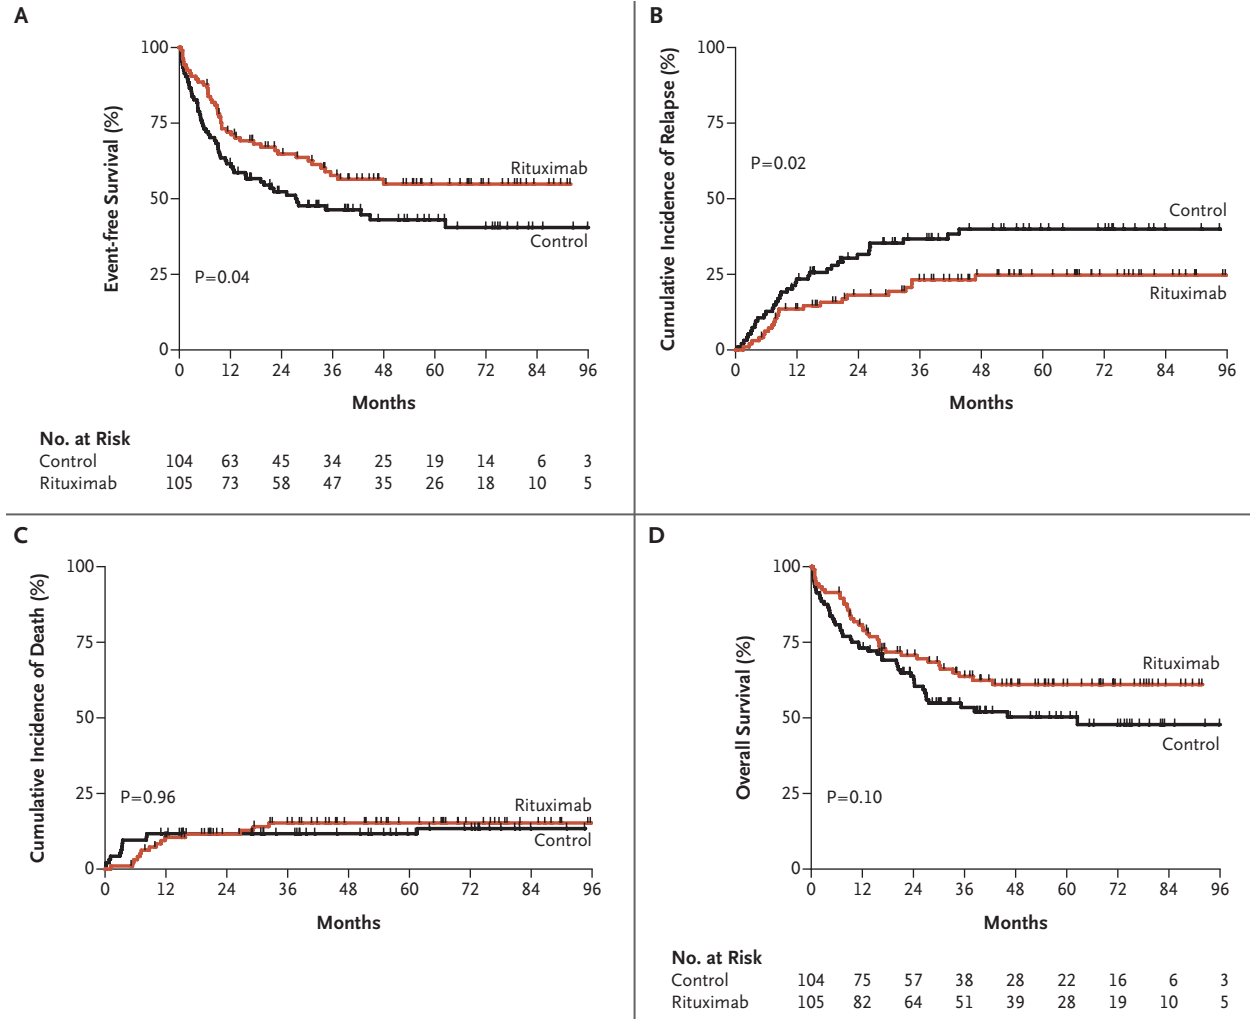 A
Event-free Survival (%)
100
75
50
25
0
Rituximab
Control
P=0.04
0 12 24 36 48 60 72 84 96
Months
No. at Risk
Control 104 63 45 34 25 19 14 6 3
Rituximab 105 73 58 47 35 26 18 10 5
B
Cumulative Incidence of Relapse (%)
100
75
50
25
0
P=0.02
Control
Rituximab
0 12 24 36 48 60 72 84 96
Months
C
Cumulative Incidence of Death (%)
100
75
50
25
0
P=0.96
Rituximab
Control
0 12 24 36 48 60 72 84 96
Months
D
Overall Survival (%)
100
75
50
25
0
Rituximab
Control
P=0.10
0 12 24 36 48 60 72 84 96
Months
No. at Risk
Control 104 75 57 38 28 22 16 6 3
Rituximab 105 82 64 51 39 28 19 10 5